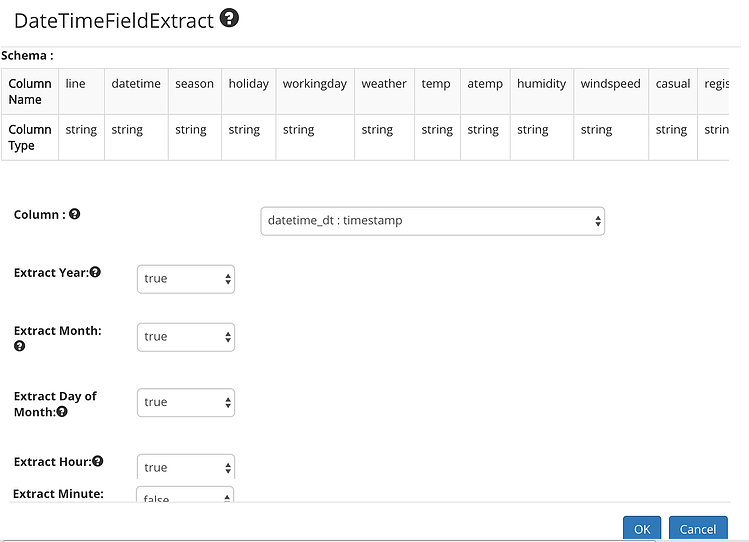 DateTimeFieldExtract ?
Schema :
Column Name line datetime season holiday workingday weather temp atemp humidity windspeed casual regis
Column Type string string string string string string string string string string string strin
Column : ? datetime_dt : timestamp
Extract Year:? true
Extract Month: ? true
Extract Day of Month:? true
Extract Hour:? true
Extract Minute: false
OK Cancel